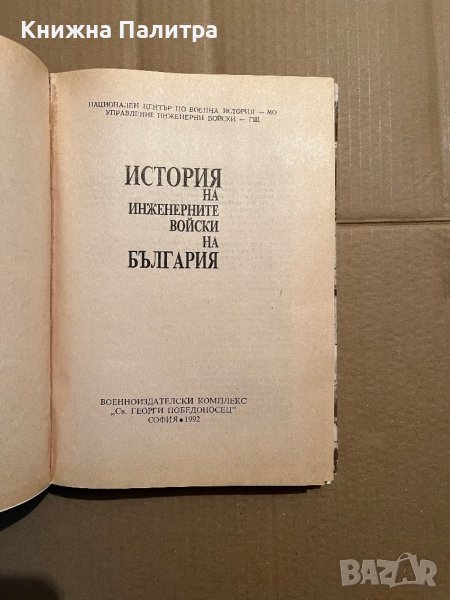 Книжна Палитра
НАЦИОНАЛЕН ЦЕНТЪР ПО ВОЕННА ИСТОРИЯ — МО
УПРАВЛЕНИЕ ИНЖЕНЕРНИ ВОЙСКИ — ГЩ
ИСТОРИЯ
НА
ИНЖЕНЕРНИТЕ
ВОЙСКИ
НА
БЪЛГАРИЯ
ВОЕННОИЗДАТЕЛСКИ КОМПЛЕКС
„Св. ГЕОРГИ ПОБЕДОНОСЕЦ"
СОФИЯ • 1992
BAZAR